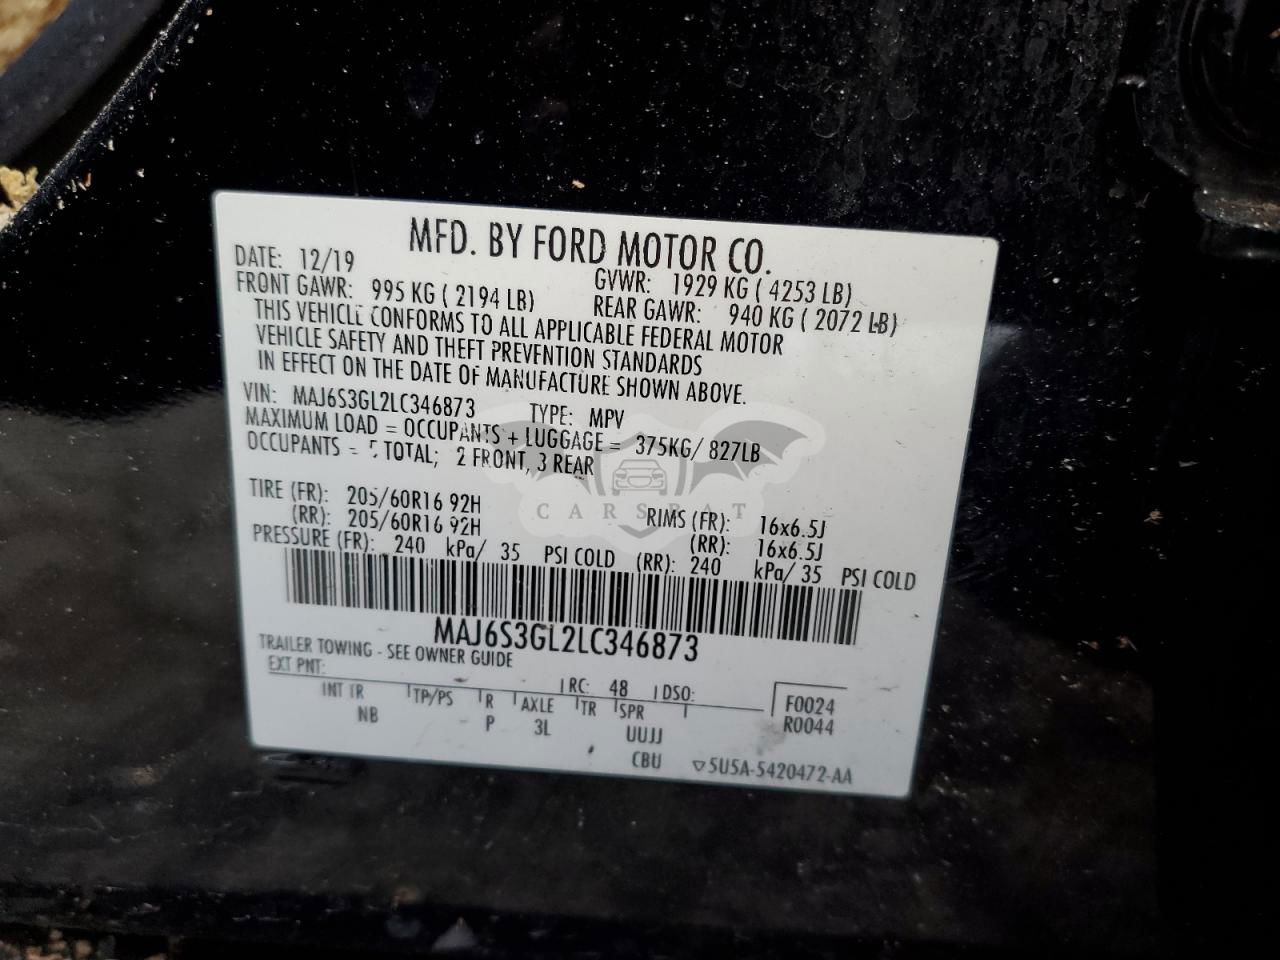 MFD. BY FORD MOTOR CO.
DATE: 12/19 GVWR: 1929 KG ( 4253 LB)
FRONT GAWR: 995 KG ( 2194 LB) REAR GAWR: 940 KG ( 2072 LB)
THIS VEHICLE CONFORMS TO ALL APPLICABLE FEDERAL MOTOR
VEHICLE SAFETY AND THEFT PREVENTION STANDARDS
IN EFFECT ON THE DATE OF MANUFACTURE SHOWN ABOVE.
VIN: MAJ6S3GL2LC346873 TYPE: MPV
MAXIMUM LOAD = OCCUPANTS + LUGGAGE = 375KG/ 827LB
OCCUPANTS = 5 TOTAL; 2 FRONT, 3 REAR
CARSBAT
TIRE (FR): 205/60R16 92H RIMS (FR): 16x6.5J
(RR): 205/60R16 92H (RR): 16x6.5J
PRESSURE (FR): 240 kPa/ 35 PSI COLD (RR): 240 kPa/ 35 PSI COLD
MAJ6S3GL2LC346873
TRAILER TOWING - SEE OWNER GUIDE
EXT PNT: RC: 48 DSO: F0024
INT TR TP/PS R AXLE TR SPR R0044
NB P 3L UUJJ
CBU ▽5U5A-5420472-AA